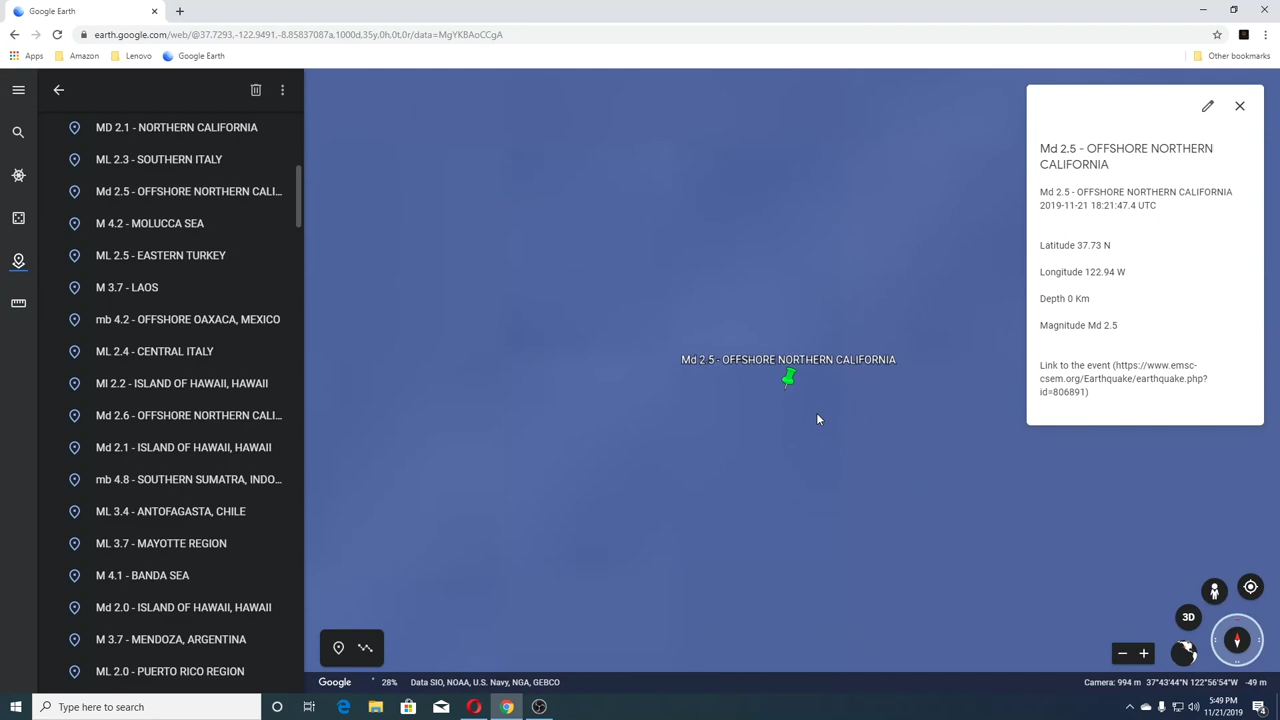 Google Earth
earth.google.com/web/@37.7293,-122.9491,-8.85837087a,1000d,35y,0h,0t,0r/data=MgYKBAoCCgA
Apps
Amazon
Lenovo
Google Earth
Other bookmarks
MD 2.1 - NORTHERN CALIFORNIA
ML 2.3 - SOUTHERN ITALY
Md 2.5 - OFFSHORE NORTHERN CALI...
M 4.2 - MOLUCCA SEA
ML 2.5 - EASTERN TURKEY
M 3.7 - LAOS
mb 4.2 - OFFSHORE OAXACA, MEXICO
ML 2.4 - CENTRAL ITALY
Ml 2.2 - ISLAND OF HAWAII, HAWAII
Md 2.6 - OFFSHORE NORTHERN CALI...
Md 2.1 - ISLAND OF HAWAII, HAWAII
mb 4.8 - SOUTHERN SUMATRA, INDO...
ML 3.4 - ANTOFAGASTA, CHILE
ML 3.7 - MAYOTTE REGION
M 4.1 - BANDA SEA
Md 2.0 - ISLAND OF HAWAII, HAWAII
M 3.7 - MENDOZA, ARGENTINA
ML 2.0 - PUERTO RICO REGION
Md 2.5 - OFFSHORE NORTHERN CALIFORNIA
Md 2.5 - OFFSHORE NORTHERN
CALIFORNIA
Md 2.5 - OFFSHORE NORTHERN CALIFORNIA
2019-11-21 18:21:47.4 UTC
Latitude 37.73 N
Longitude 122.94 W
Depth 0 Km
Magnitude Md 2.5
Link to the event (https://www.emsc-
csem.org/Earthquake/earthquake.php?
id=806891)
3D
Google
28%
Data SIO, NOAA, U.S. Navy, NGA, GEBCO
Camera: 994 m 37°43'44"N 122°56'54"W -49 m
Type here to search
5:49 PM
11/21/2019
4